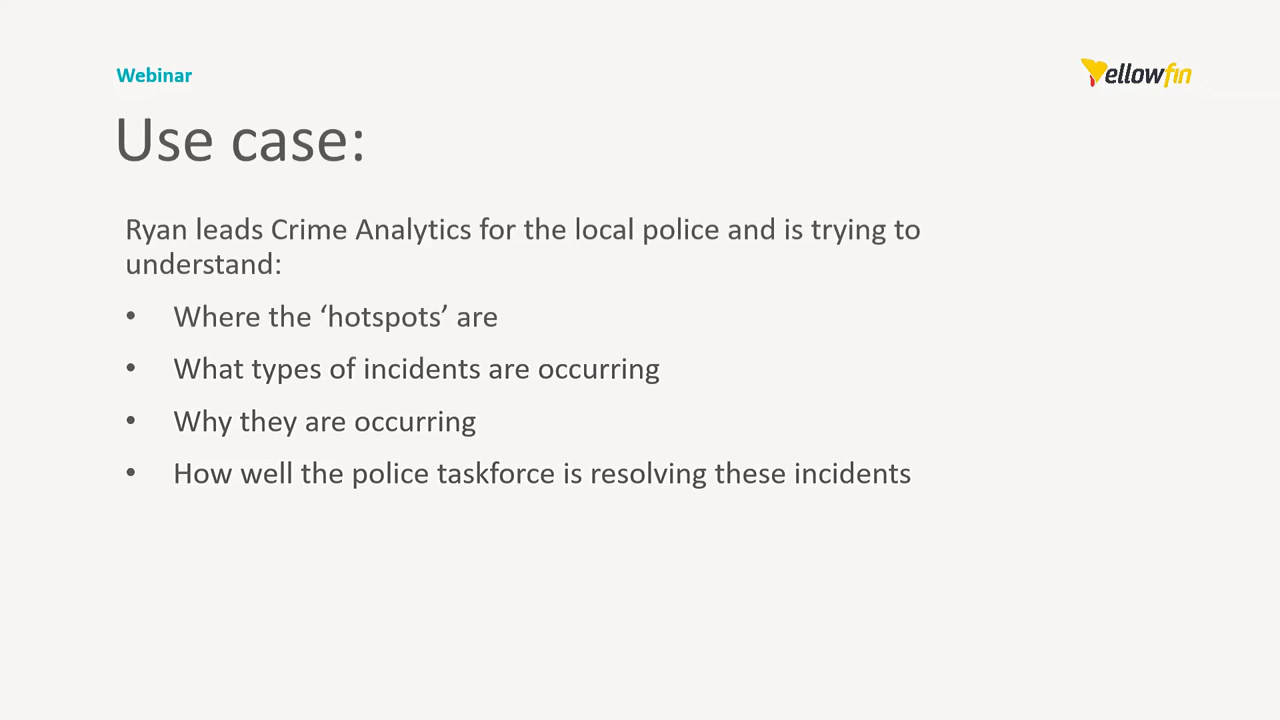 Webinar
Yellowfin
Use case:
Ryan leads Crime Analytics for the local police and is trying to
understand:
• Where the ‘hotspots’ are
• What types of incidents are occurring
• Why they are occurring
• How well the police taskforce is resolving these incidents